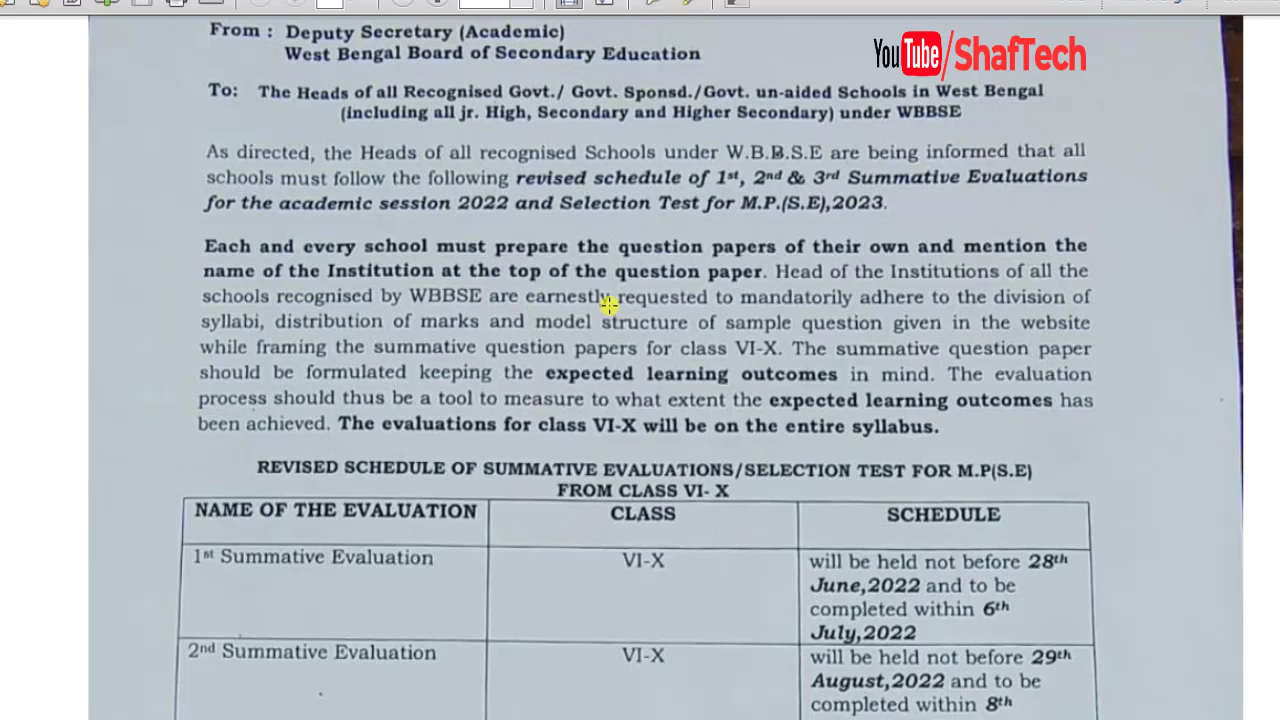 From : Deputy Secretary (Academic)
West Bengal Board of Secondary Education
YouTube/ShafTech
To: The Heads of all Recognised Govt./ Govt. Sponsd./Govt. un-aided Schools in West Bengal
(including all jr. High, Secondary and Higher Secondary) under WBBSE
As directed, the Heads of all recognised Schools under W.B.B.S.E are being informed that all
schools must follow the following revised schedule of 1st, 2nd & 3rd Summative Evaluations
for the academic session 2022 and Selection Test for M.P.(S.E),2023.
Each and every school must prepare the question papers of their own and mention the
name of the Institution at the top of the question paper. Head of the Institutions of all the
schools recognised by WBBSE are earnestly requested to mandatorily adhere to the division of
syllabi, distribution of marks and model structure of sample question given in the website
while framing the summative question papers for class VI-X. The summative question paper
should be formulated keeping the expected learning outcomes in mind. The evaluation
process should thus be a tool to measure to what extent the expected learning outcomes has
been achieved. The evaluations for class VI-X will be on the entire syllabus.
REVISED SCHEDULE OF SUMMATIVE EVALUATIONS/SELECTION TEST FOR M.P(S.E)
FROM CLASS VI- X
NAME OF THE EVALUATION CLASS SCHEDULE
1st Summative Evaluation VI-X will be held not before 28th
June,2022 and to be
completed within 6th
July,2022
2nd Summative Evaluation VI-X will be held not before 29th
August,2022 and to be
completed within 8th